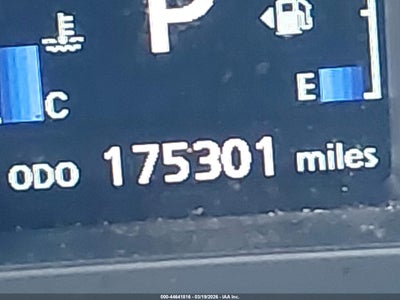 P
E
C
ODO 175301 miles
000-44641816 - 03/19/2026 - IAA Inc.